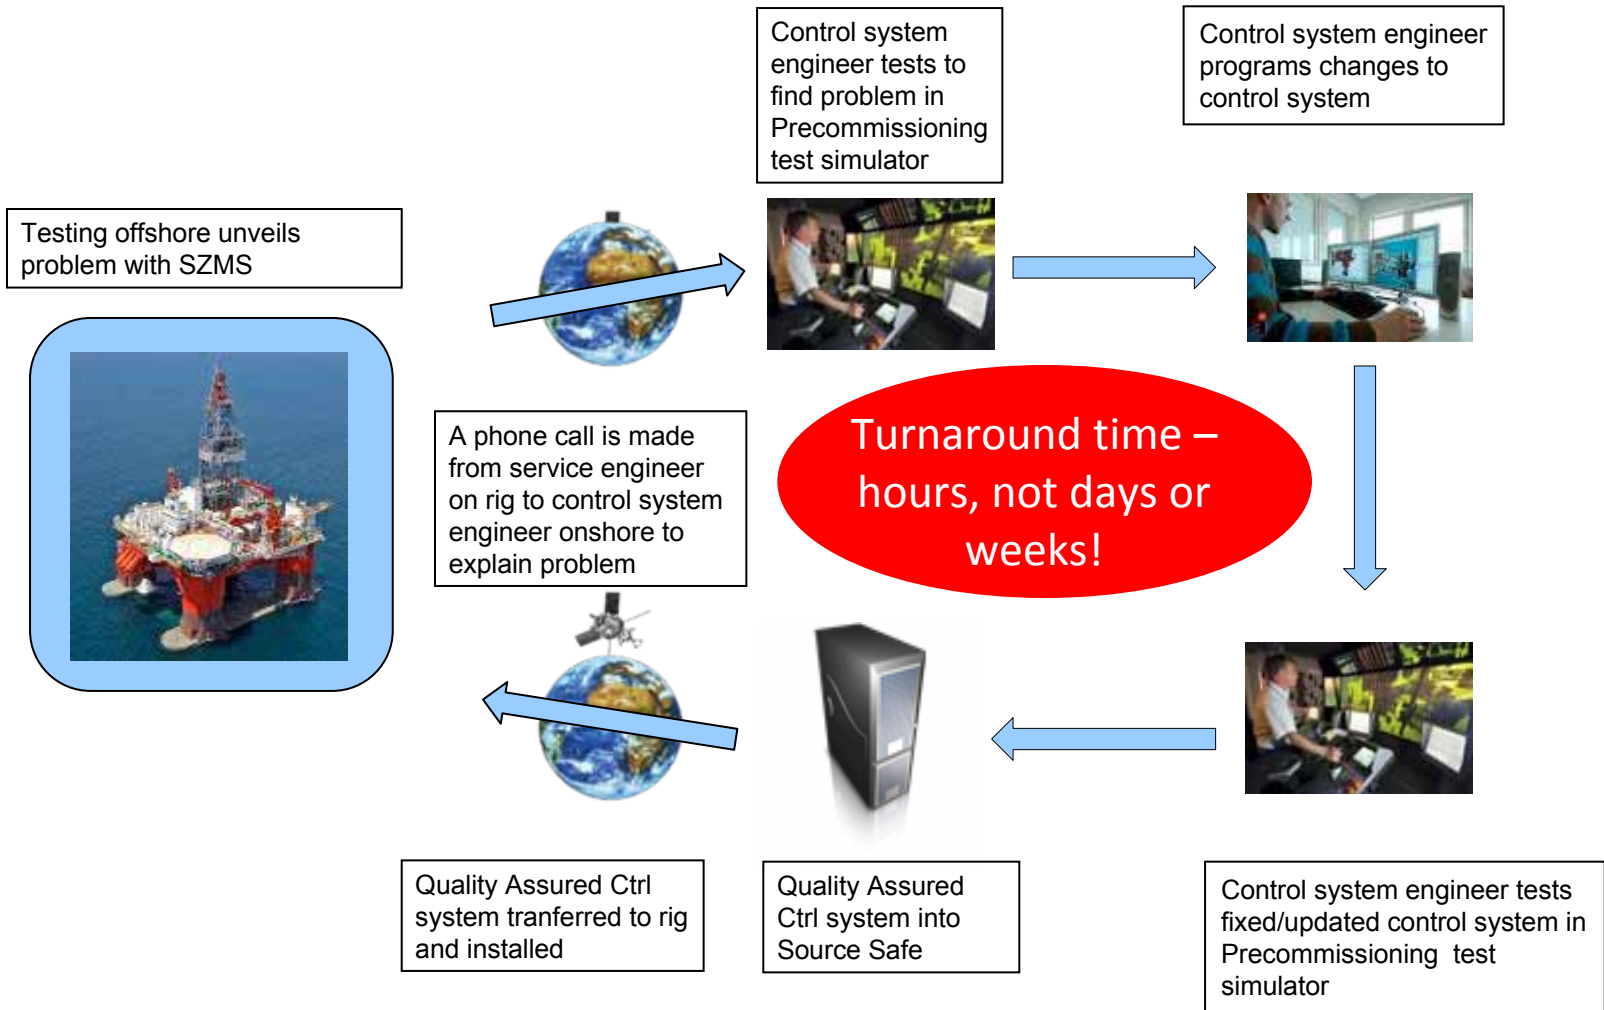 Testing offshore unveils
problem with SZMS
A phone call is made
from service engineer
on rig to control system
engineer onshore to
explain problem
Control system
engineer tests to
find problem in
Precommissioning
test simulator
Control system engineer
programs changes to
control system
Turnaround time –
hours, not days or
weeks!
Control system engineer tests
fixed/updated control system in
Precommissioning test
simulator
Quality Assured
Ctrl system into
Source Safe
Quality Assured Ctrl
system tranferred to rig
and installed